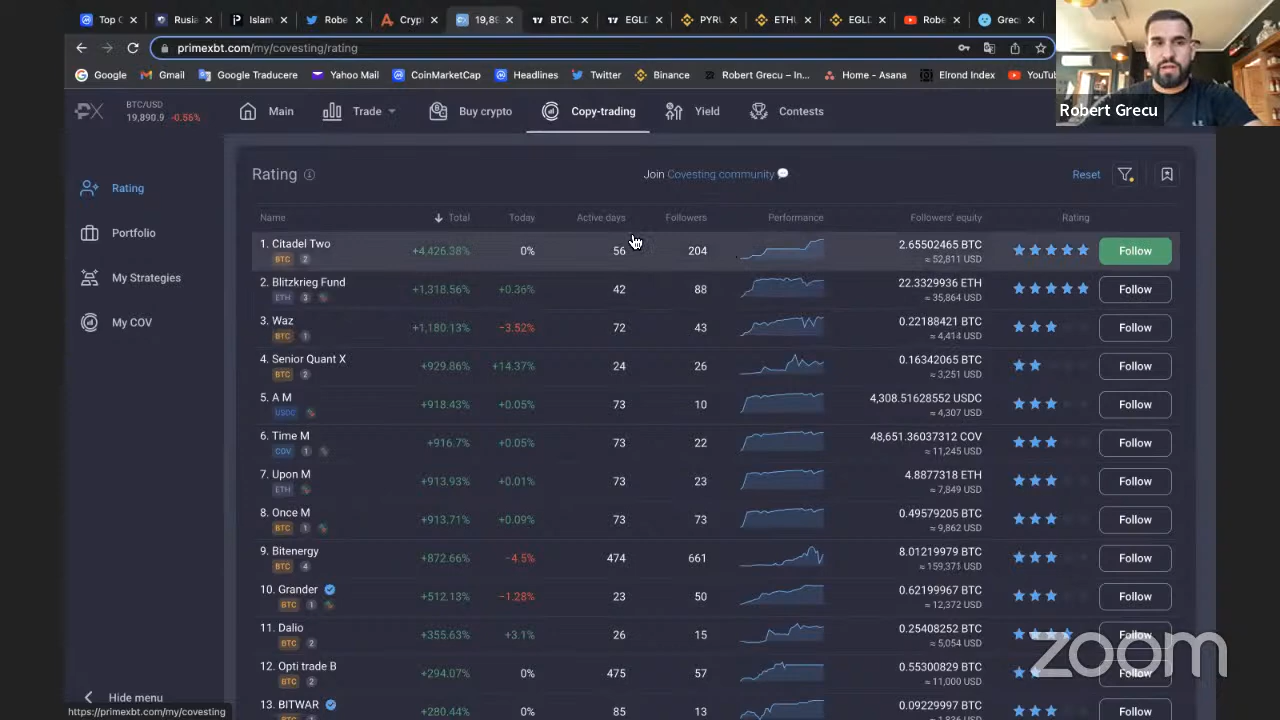 Top C
Rusia
Islam
Robe
Crypt
19,89
BTCU
EGLD
PYRU
ETHU
EGLD
Robe
Grecu
primexbt.com/my/covesting/rating
Google
Gmail
Google Traducere
Yahoo Mail
CoinMarketCap
Headlines
Twitter
Binance
Robert Grecu – In...
Home - Asana
Elrond Index
YouTub
Robert Grecu
PX
BTC/USD
19,890.9 -0.56%
Main
Trade
Buy crypto
Copy-trading
Yield
Contests
Rating
Portfolio
My Strategies
My COV
Hide menu
Rating
Join Covesting community
Reset
Name Total Today Active days Followers Performance Followers' equity Rating
1. Citadel Two +4,426.38% 0% 56 204 2.65502465 BTC Follow
BTC 2 ≈ 52,811 USD
2. Blitzkrieg Fund +1,318.56% +0.36% 42 88 22.3329936 ETH Follow
ETH 3 ≈ 35,864 USD
3. Waz +1,180.13% −3.52% 72 43 0.22188421 BTC Follow
BTC 1 ≈ 4,414 USD
4. Senior Quant X +929.86% +14.37% 24 26 0.16342065 BTC Follow
BTC 2 ≈ 3,251 USD
5. A M +918.43% +0.05% 73 10 4,308.51628552 USDC Follow
USDC ≈ 4,307 USD
6. Time M +916.7% +0.05% 73 22 48,651.36037312 COV Follow
COV 1 ≈ 11,245 USD
7. Upon M +913.93% +0.01% 73 23 4.8877318 ETH Follow
ETH ≈ 7,849 USD
8. Once M +913.71% +0.09% 73 73 0.49579205 BTC Follow
BTC 1 ≈ 9,862 USD
9. Bitenergy +872.66% −4.5% 474 661 8.01219979 BTC Follow
BTC 4 ≈ 159,371 USD
10. Grander +512.13% −1.28% 23 50 0.62199967 BTC Follow
BTC 1 ≈ 12,372 USD
11. Dalio +355.63% +3.1% 26 15 0.25408252 BTC Follow
BTC 2 ≈ 5,054 USD
12. Opti trade B +294.07% 0% 475 57 0.55300829 BTC Follow
BTC 2 ≈ 11,000 USD
13. BITWAR +280.44% 0% 85 13 0.09229997 BTC Follow
zoom
https://primexbt.com/my/covesting